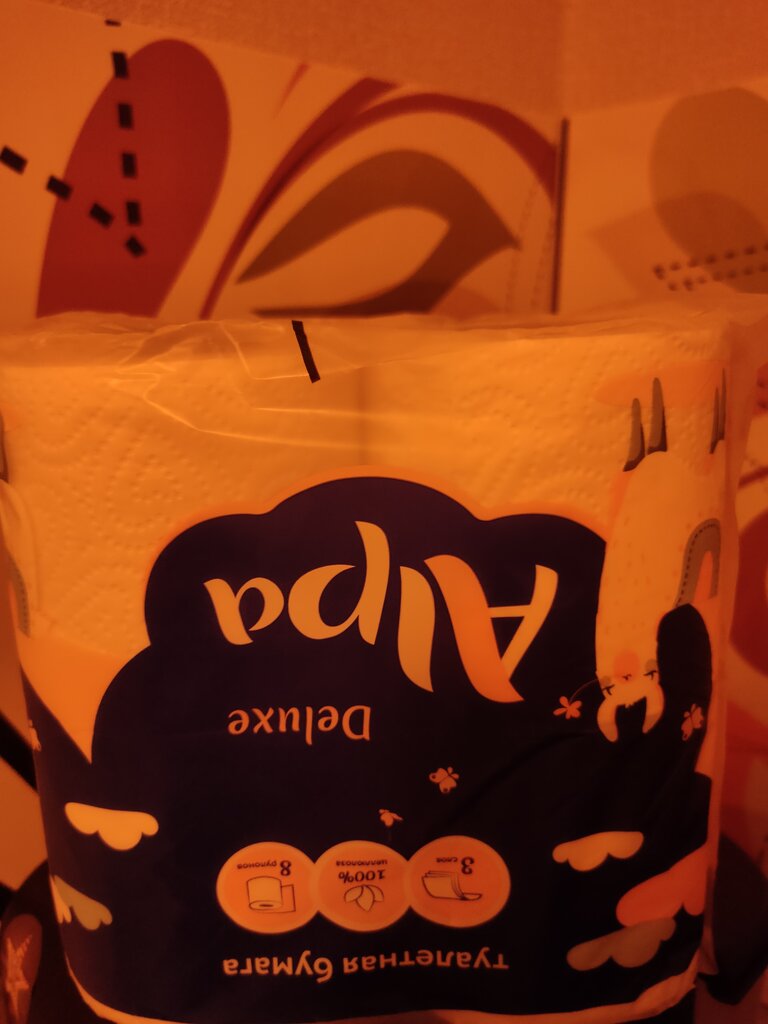 Alpa
Deluxe
3 слоя
100% целлюлоза
8 рулонов
туалетная бумага